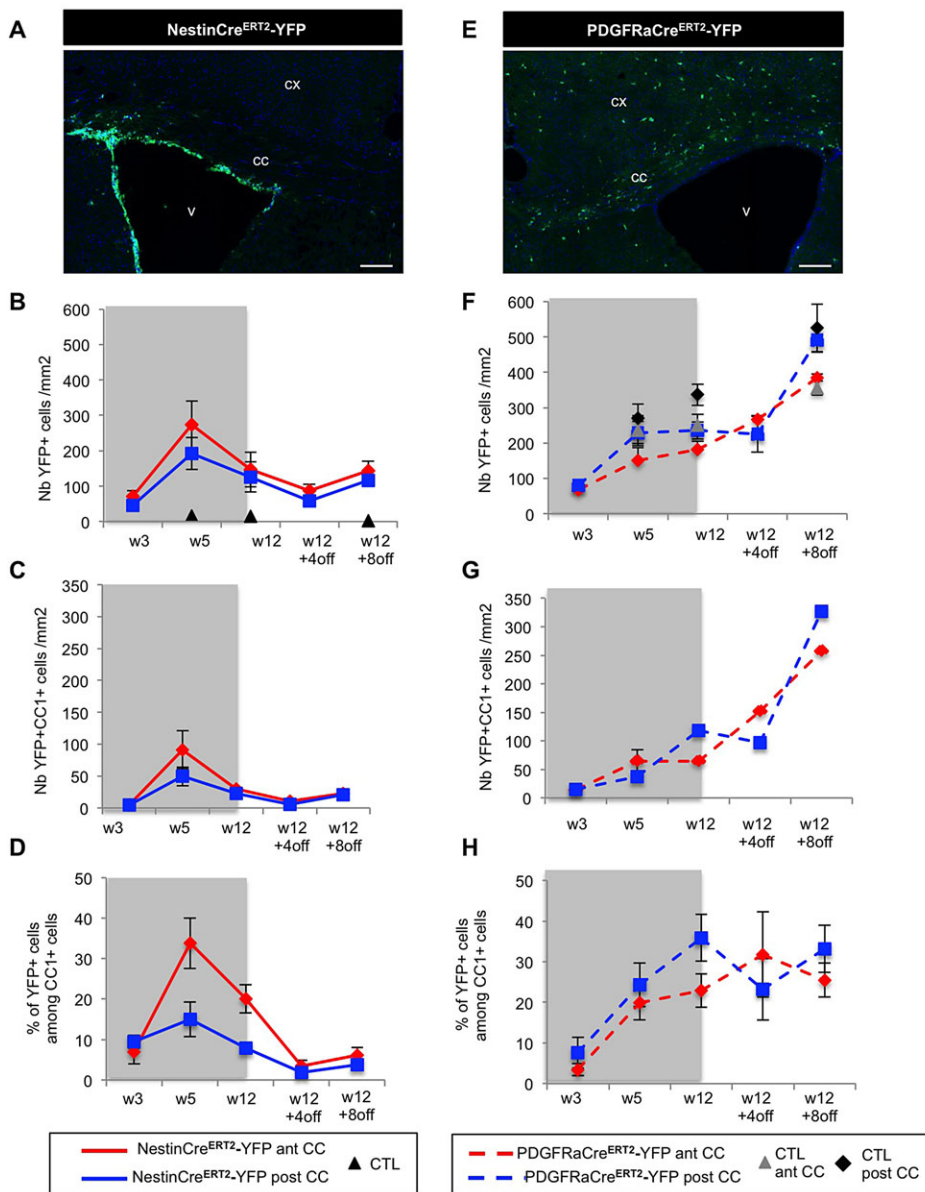 A
NestinCreERT2-YFP
cx
cc
v
E
PDGFRaCreERT2-YFP
cx
cc
v
B
Nb YFP+ cells /mm2
600
500
400
300
200
100
0
w3 w5 w12 w12 w12
+4off +8off
F
Nb YFP+ cells /mm2
600
500
400
300
200
100
0
w3 w5 w12 w12 w12
+4off +8off
C
Nb YFP+CC1+ cells /mm2
350
300
250
200
150
100
50
0
w3 w5 w12 w12 w12
+4off +8off
G
Nb YFP+CC1+ cells /mm2
350
300
250
200
150
100
50
0
w3 w5 w12 w12 w12
+4off +8off
D
% of YFP+ cells
among CC1+ cells
50
40
30
20
10
0
w3 w5 w12 w12 w12
+4off +8off
H
% of YFP+ cells
among CC1+ cells
50
40
30
20
10
0
w3 w5 w12 w12 w12
+4off +8off
NestinCreERT2-YFP ant CC
NestinCreERT2-YFP post CC
CTL
PDGFRaCreERT2-YFP ant CC
PDGFRaCreERT2-YFP post CC
CTL
ant CC
CTL
post CC